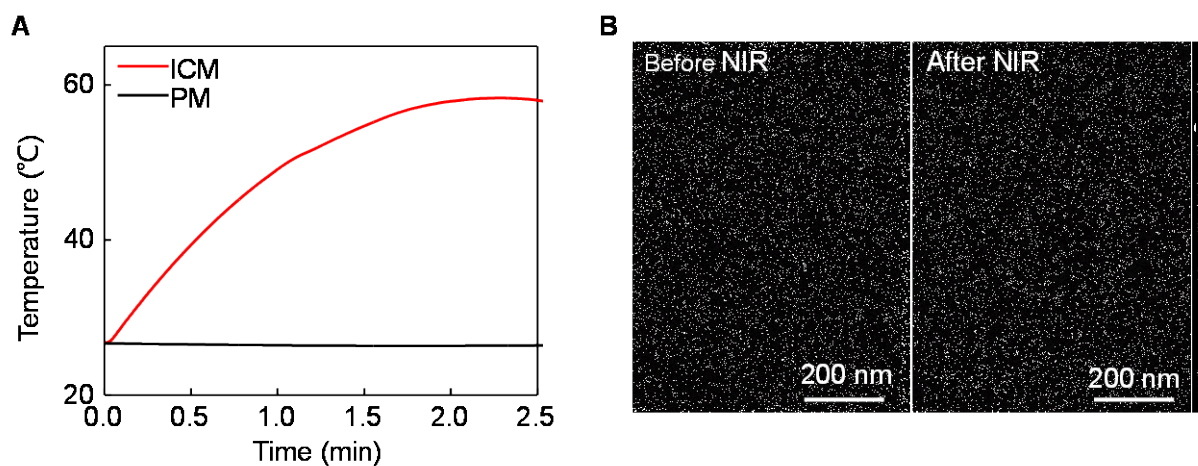 A
ICM
PM
60
40
20
Temperature (°C)
0.0 0.5 1.0 1.5 2.0 2.5
Time (min)
B
Before NIR
200 nm
After NIR
200 nm